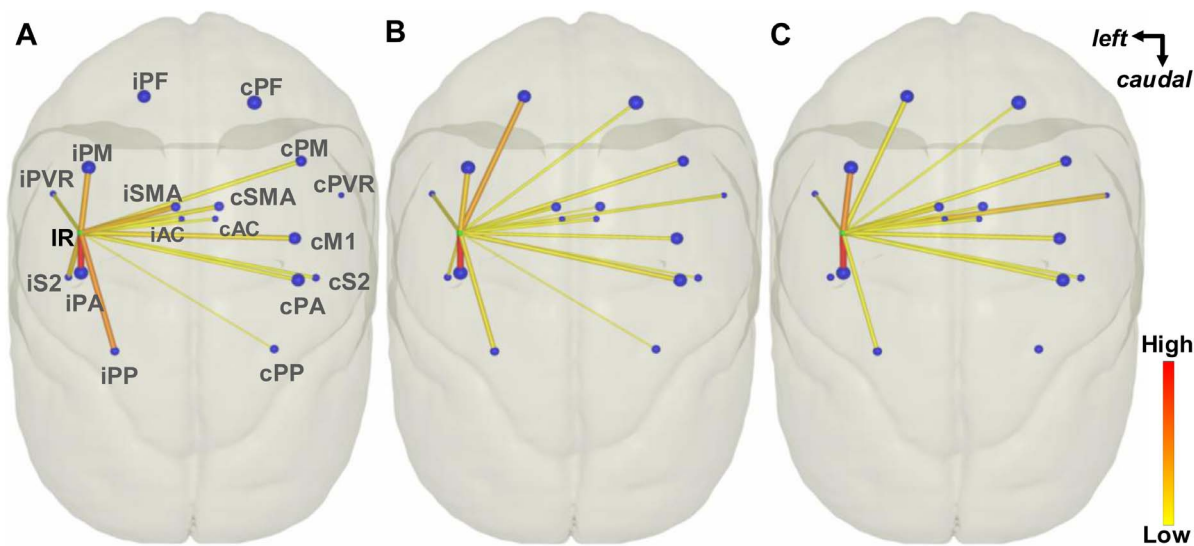 A
B
C
left
caudal
iPF
cPF
iPM
cPM
iPVR
cPVR
iSMA
cSMA
IR
iAC
cAC
cM1
iS2
cS2
iPA
cPA
iPP
cPP
High
Low